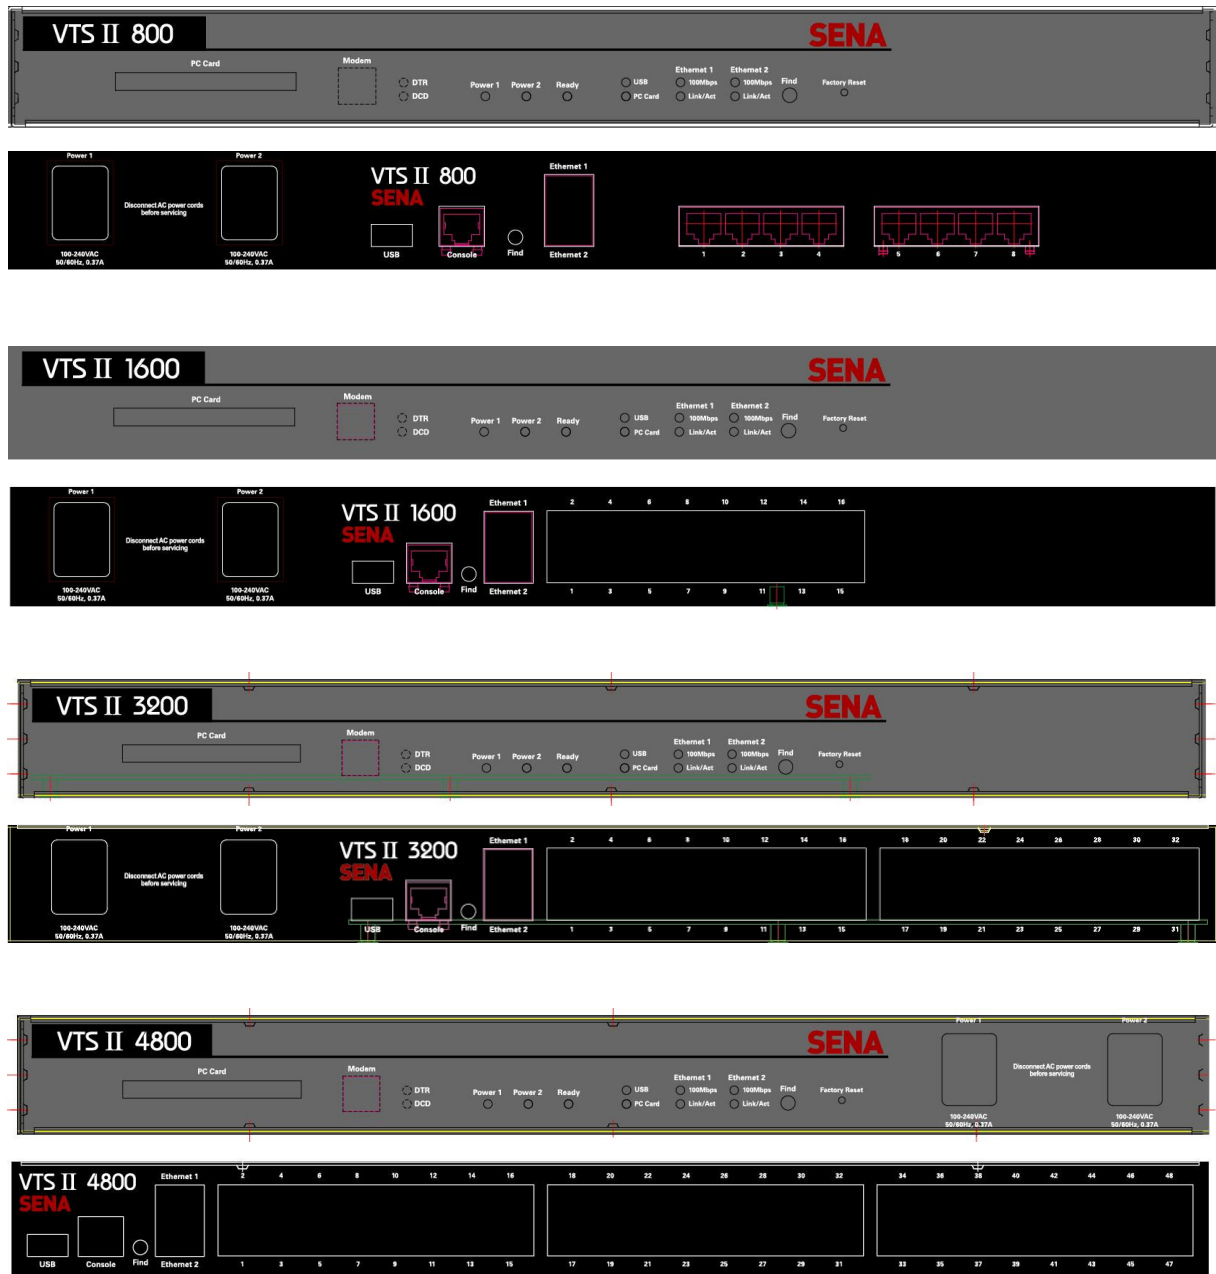 VTS II 800 SENA
PC Card Modem
DTR
DCD
Power 1 Power 2 Ready
USB
PC Card
Ethernet 1 Ethernet 2
100Mbps 100Mbps Find
Link/Act Link/Act
Factory Reset
Power 1 Power 2
Disconnect AC power cords
before servicing
100-240VAC 100-240VAC
50/60Hz, 0.37A 50/60Hz, 0.37A
VTS II 800
SENA
Ethernet 1
USB Console Find Ethernet 2
1 2 3 4 5 6 7 8
VTS II 1600 SENA
PC Card Modem
DTR
DCD
Power 1 Power 2 Ready
USB
PC Card
Ethernet 1 Ethernet 2
100Mbps 100Mbps Find
Link/Act Link/Act
Factory Reset
Power 1 Power 2
Disconnect AC power cords
before servicing
100-240VAC 100-240VAC
50/60Hz, 0.37A 50/60Hz, 0.37A
VTS II 1600
SENA
Ethernet 1 2 4 6 8 10 12 14 16
USB Console Find Ethernet 2 1 3 5 7 9 11 13 15
VTS II 3200 SENA
PC Card Modem
DTR
DCD
Power 1 Power 2 Ready
USB
PC Card
Ethernet 1 Ethernet 2
100Mbps 100Mbps Find
Link/Act Link/Act
Factory Reset
Power 1 Power 2
Disconnect AC power cords
before servicing
100-240VAC 100-240VAC
50/60Hz, 0.37A 50/60Hz, 0.37A
VTS II 3200
SENA
Ethernet 1 2 4 6 8 10 12 14 16 18 20 22 24 26 28 30 32
USB Console Find Ethernet 2 1 3 5 7 9 11 13 15 17 19 21 23 25 27 29 31
VTS II 4800 SENA
PC Card Modem
DTR
DCD
Power 1 Power 2 Ready
USB
PC Card
Ethernet 1 Ethernet 2
100Mbps 100Mbps Find
Link/Act Link/Act
Factory Reset
Power 1 Power 2
Disconnect AC power cords
before servicing
100-240VAC 100-240VAC
50/60Hz, 0.37A 50/60Hz, 0.37A
VTS II 4800
SENA
Ethernet 1 2 4 6 8 10 12 14 16 18 20 22 24 26 28 30 32 34 36 38 40 42 44 46 48
USB Console Find Ethernet 2 1 3 5 7 9 11 13 15 17 19 21 23 25 27 29 31 33 35 37 39 41 43 45 47